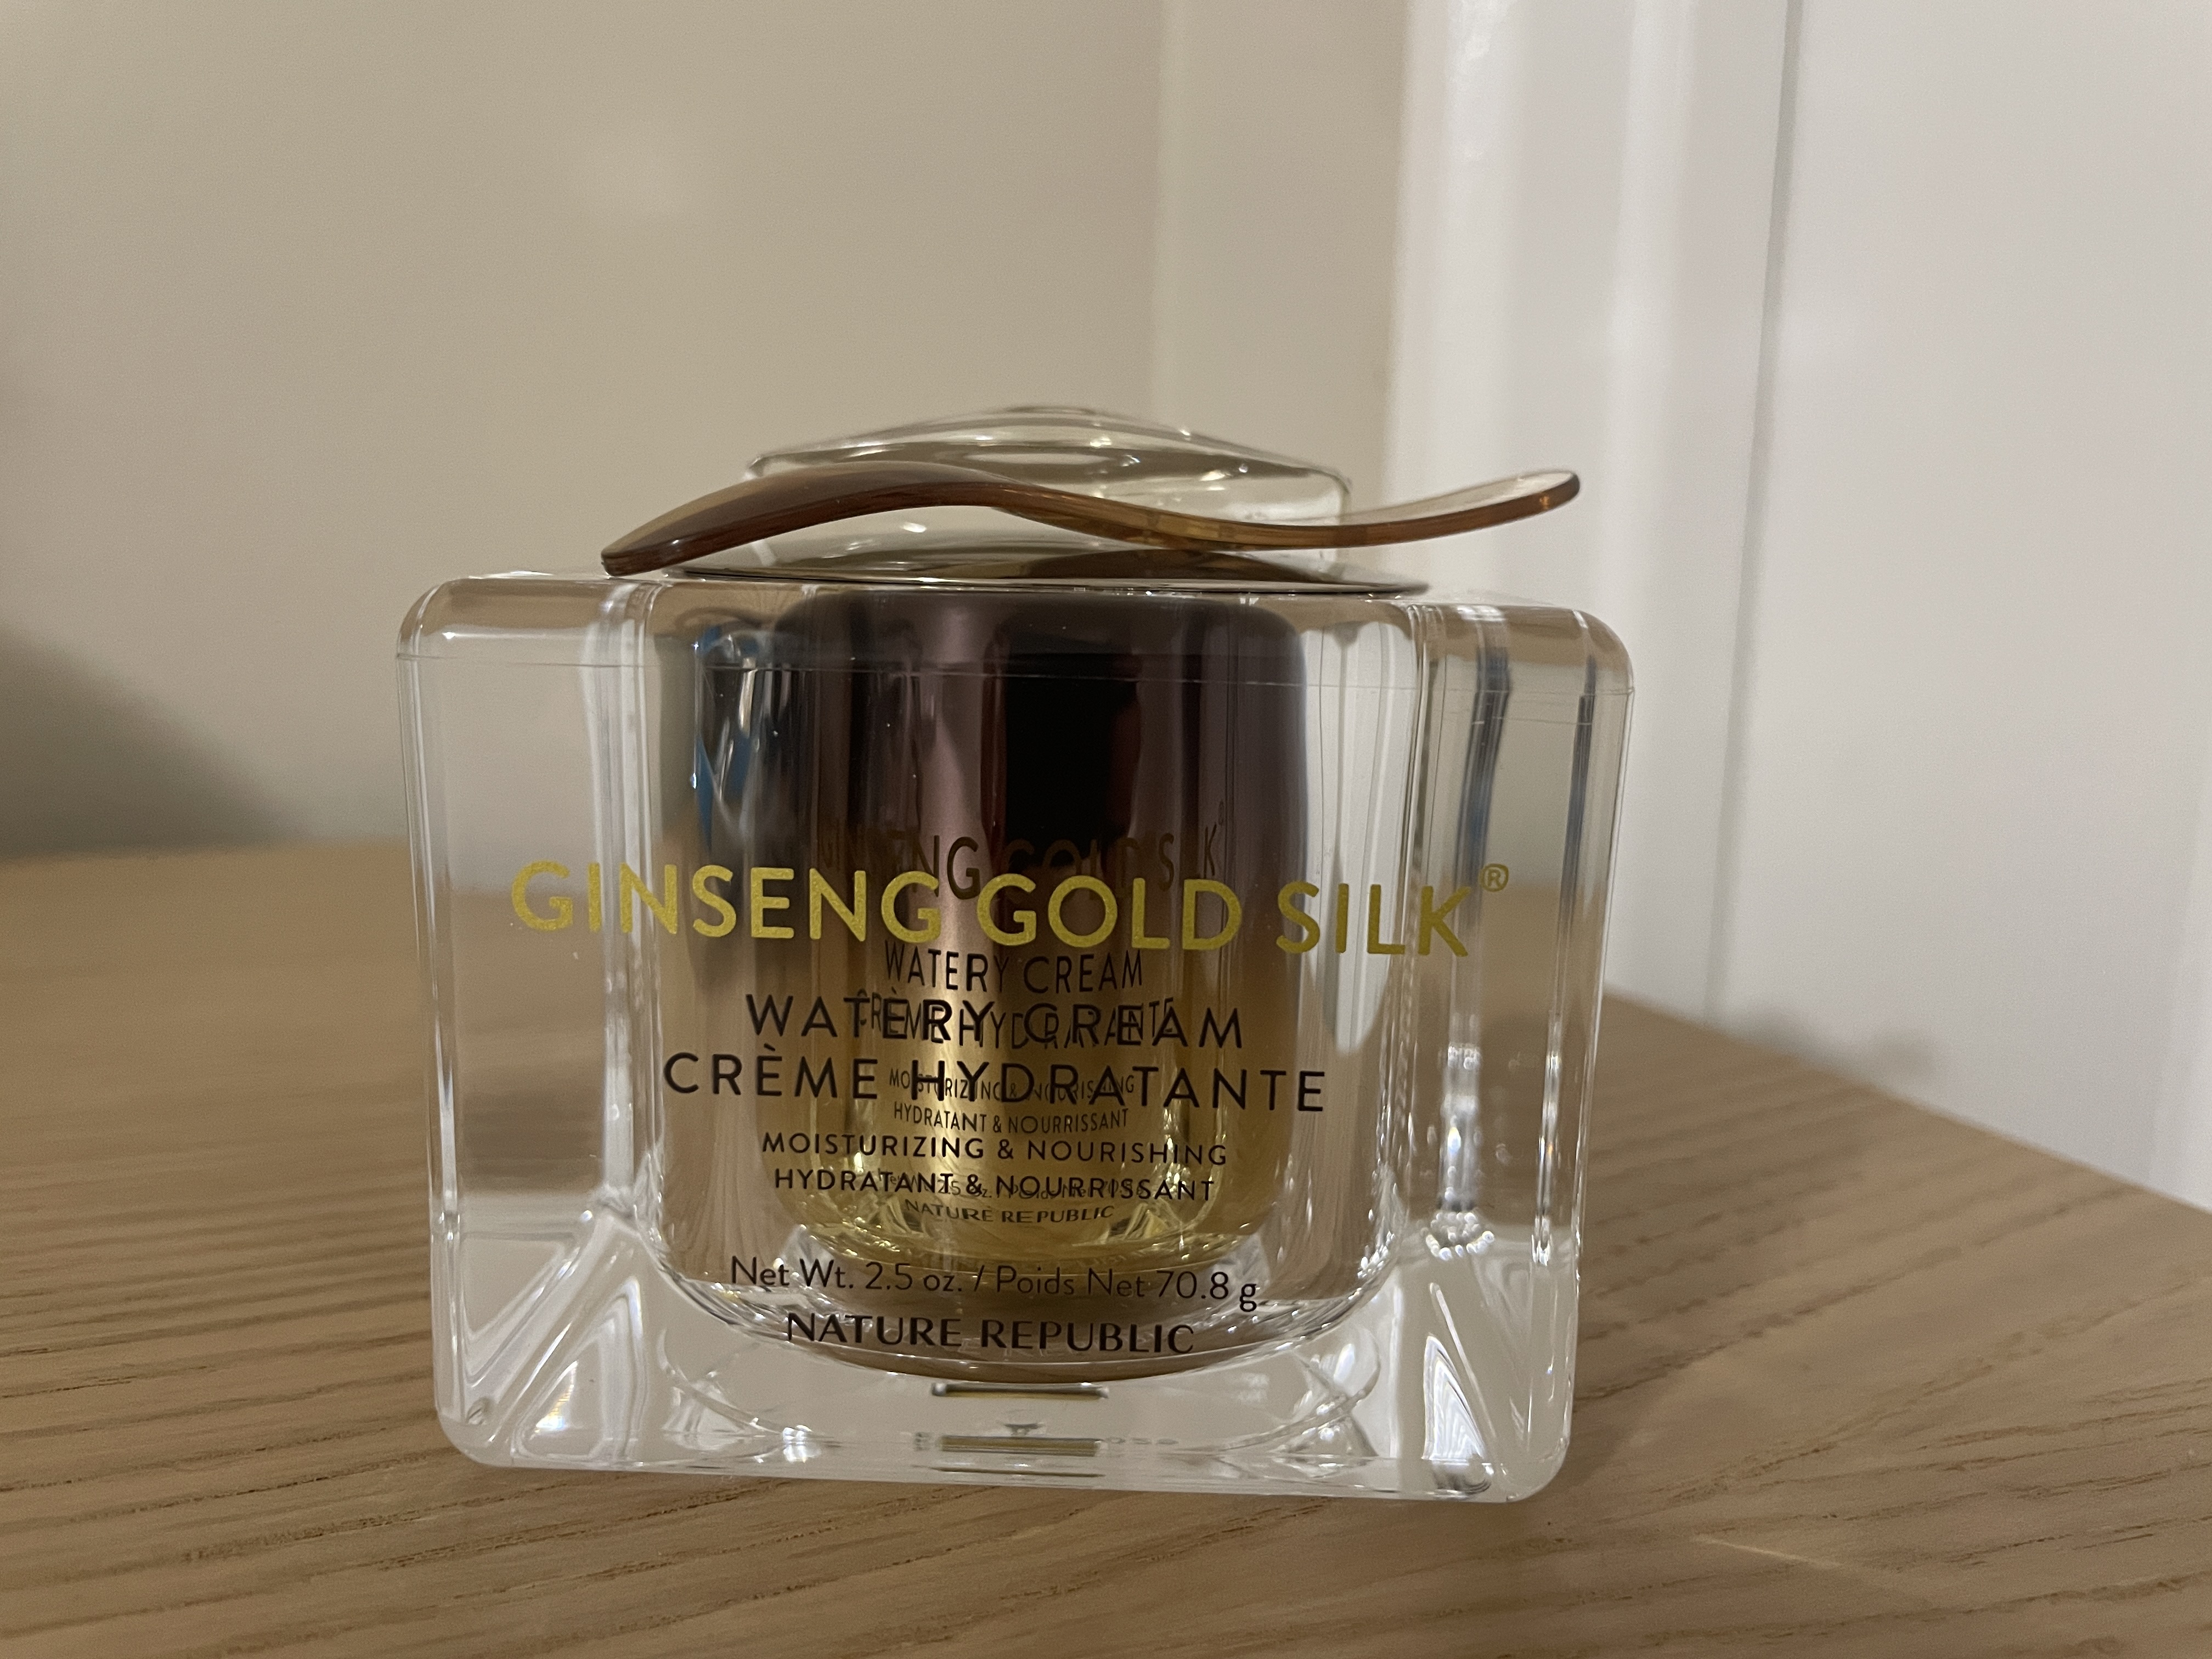 GINSENG GOLD SILK®
WATERY CREAM
CRÈME HYDRATANTE
MOISTURIZING & NOURISHING
HYDRATANT & NOURRISSANT
Net Wt. 2.5 oz. / Poids Net 70.8 g
NATURE REPUBLIC